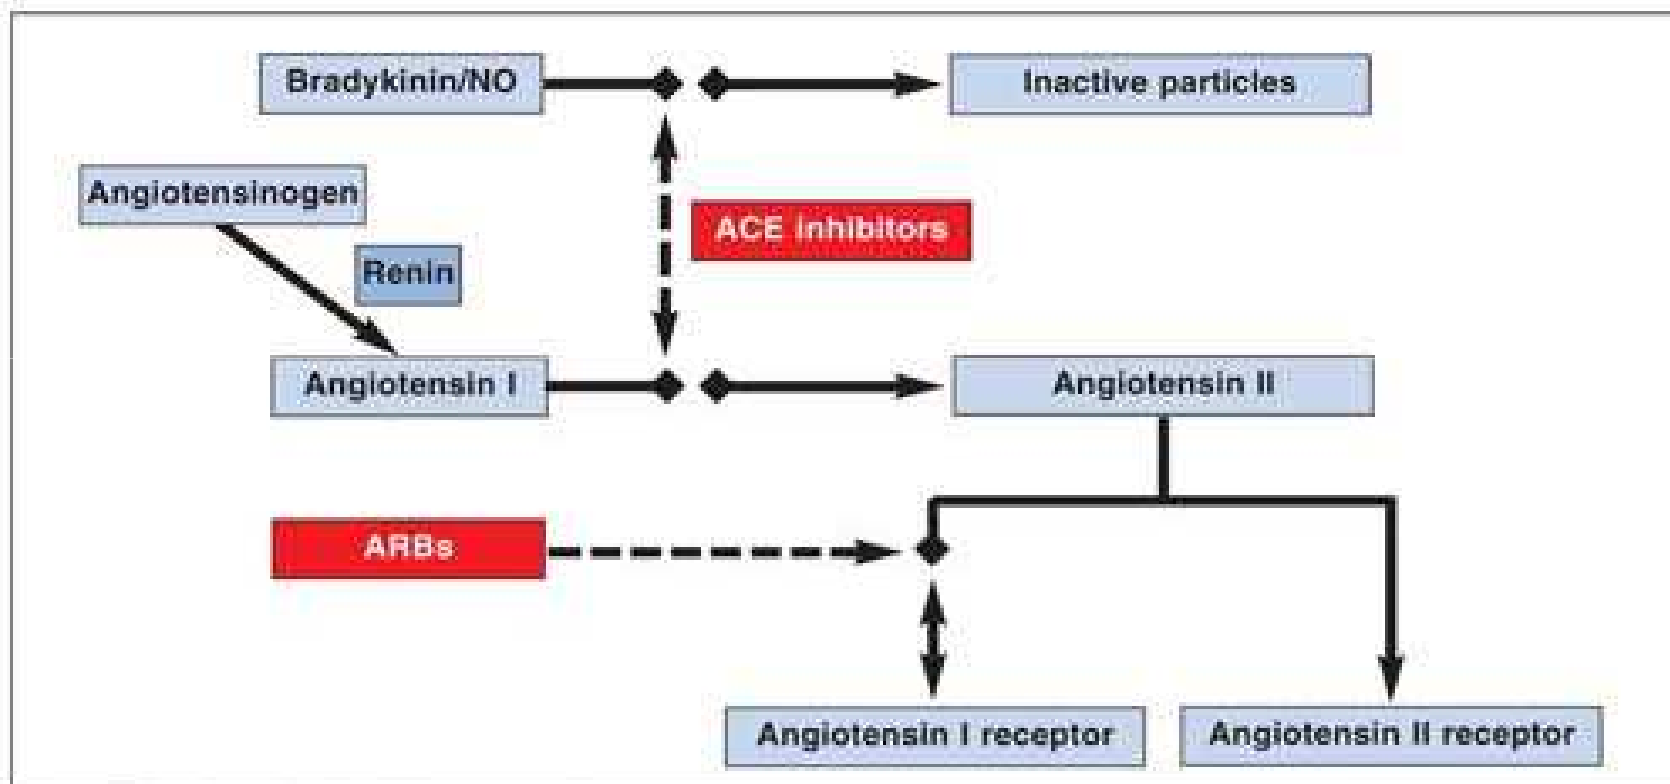 Bradykinin/NO
Inactive particles
Angiotensinogen
ACE inhibitors
Renin
Angiotensin I
Angiotensin II
ARBs
Angiotensin I receptor
Angiotensin II receptor